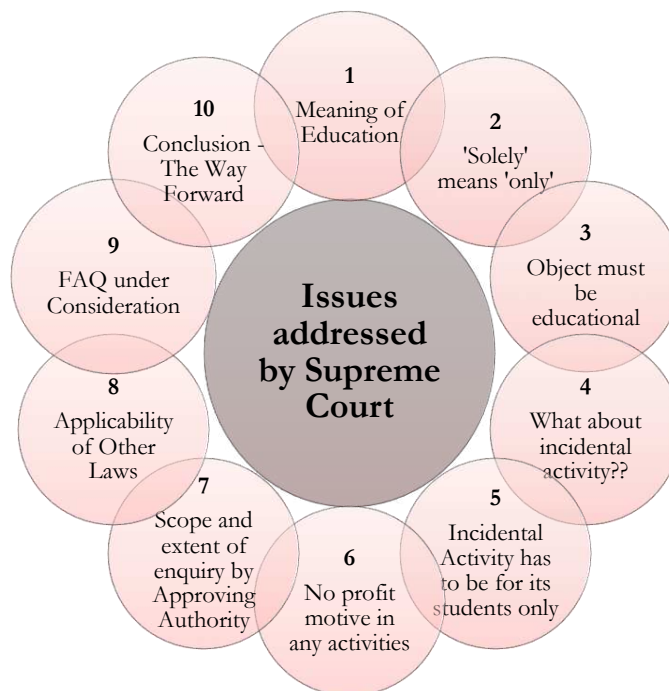 1
Meaning of
Education
2
'Solely'
means 'only'
3
Object must
be
educational
4
What about
incidental
activity??
5
Incidental
Activity has
to be for its
students only
6
No profit
motive in
any activities
7
Scope and
extent of
enquiry by
Approving
Authority
8
Applicability
of Other
Laws
9
FAQ under
Consideration
10
Conclusion -
The Way
Forward
Issues
addressed
by Supreme
Court